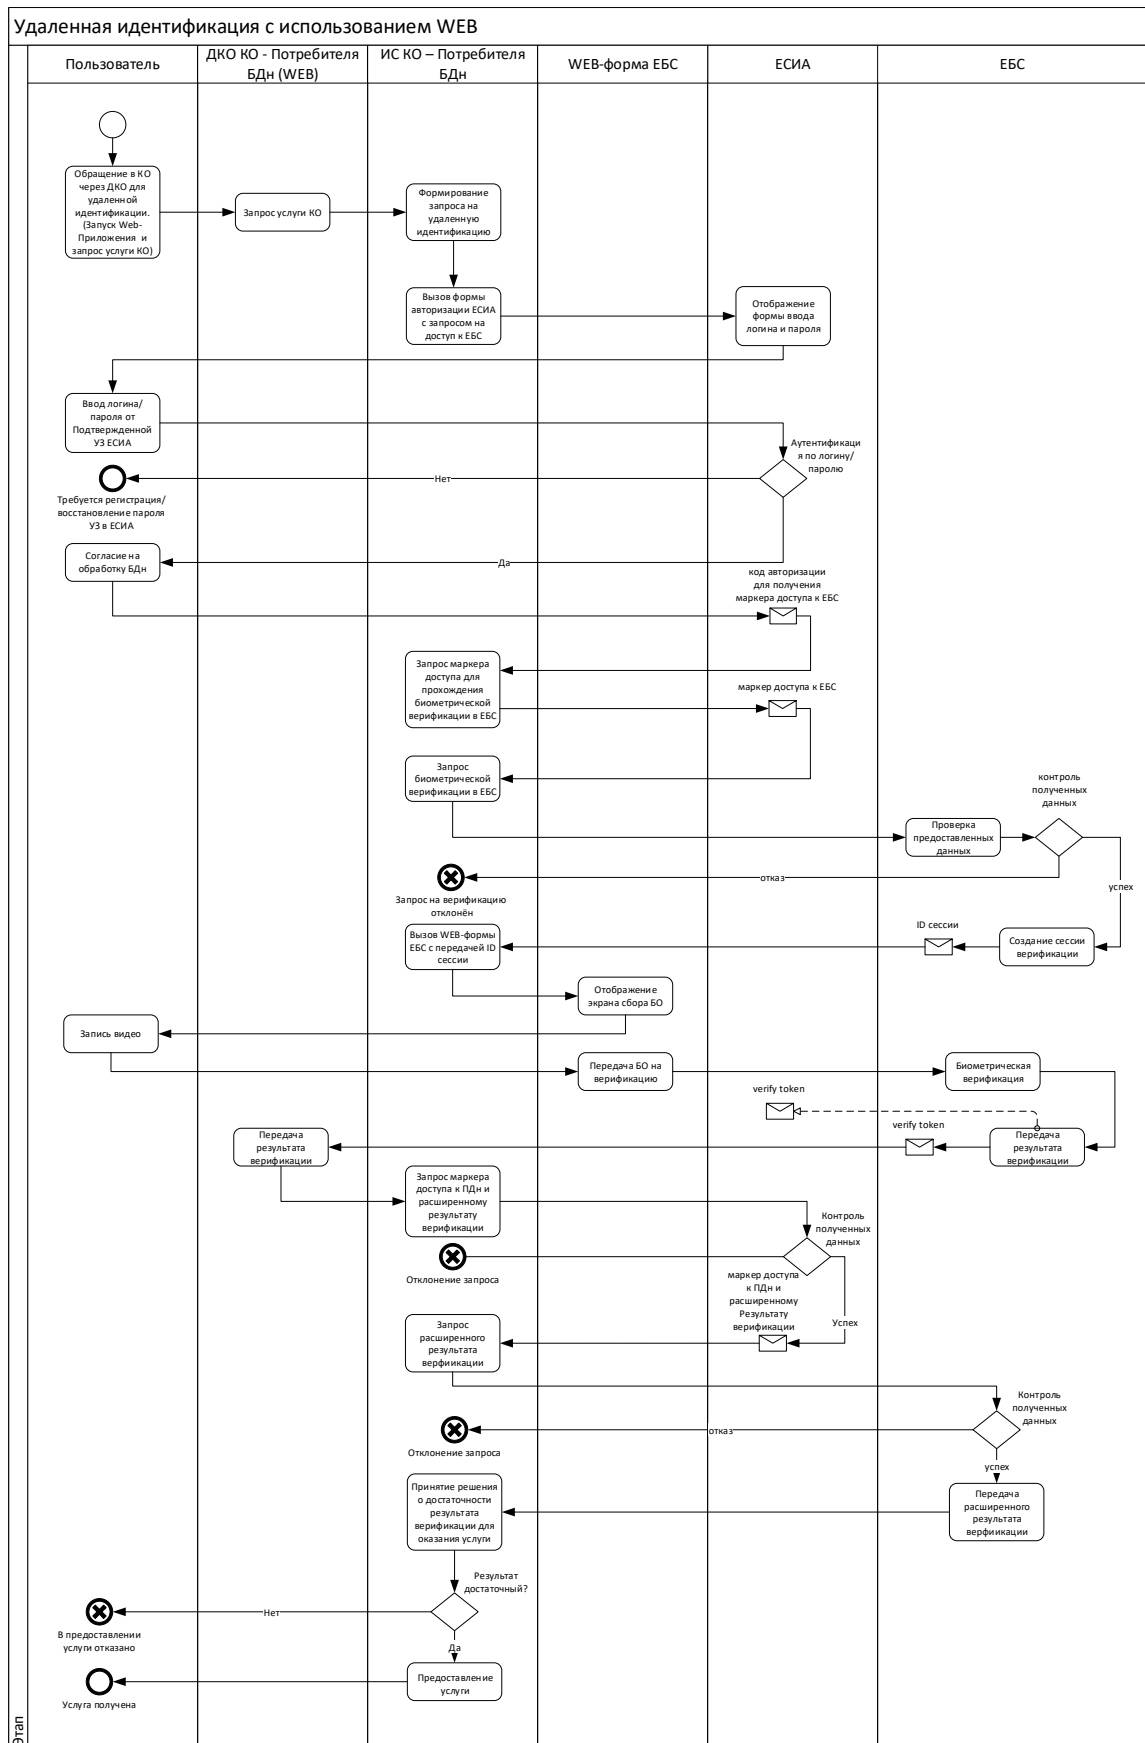 Удаленная идентификация с использованием WEB
Пользователь
ДКО КО - Потребителя
БДн (WEB)
ИС КО – Потребителя
БДн
WEB-форма ЕБС
ЕСИА
ЕБС
Обращение в КО
через ДКО для
удаленной
идентификации.
(Запуск Web-
Приложения и
запрос услуги КО)
Запрос услуги КО
Формирование
запроса на
удаленную
идентификацию
Вызов формы
авторизации ЕСИА
с запросом на
доступ к ЕБС
Отображение
формы ввода
логина и пароля
Ввод логина/
пароля от
Подтвержденной
УЗ ЕСИА
Аутентификаци
я по логину/
паролю
Нет
Требуется регистрация/
восстановление пароля
УЗ в ЕСИА
Согласие на
обработку БДн
Да
код авторизации
для получения
маркера доступа к ЕБС
Запрос маркера
доступа для
прохождения
биометрической
верификации в ЕБС
маркер доступа к ЕБС
Запрос
биометрической
верификации в ЕБС
контроль
полученных
данных
Проверка
предоставленных
данных
отказ
успех
Запрос на верификацию
отклонён
Вызов WEB-формы
ЕБС с передачей ID
сессии
ID сессии
Создание сессии
верификации
Отображение
экрана сбора БО
Запись видео
Передача БО на
верификацию
Биометрическая
верификация
verify token
verify token
Передача
результата
верификации
Передача
результата
верификации
Запрос маркера
доступа к ПДн и
расширенному
результату
верификации
Контроль
полученных
данных
Отклонение запроса
маркер доступа
к ПДн и
расширенному
Результату
верификации
Успех
Запрос
расширенного
результата
верфиикации
Контроль
полученных
данных
отказ
Отклонение запроса
успех
Принятие решения
о достаточности
результата
верификации для
оказания услуги
Передача
расширенного
результата
верфиикации
Результат
достаточный?
Нет
В предоставлении
услуги отказано
Да
Предоставление
услуги
Услуга получена
Этап